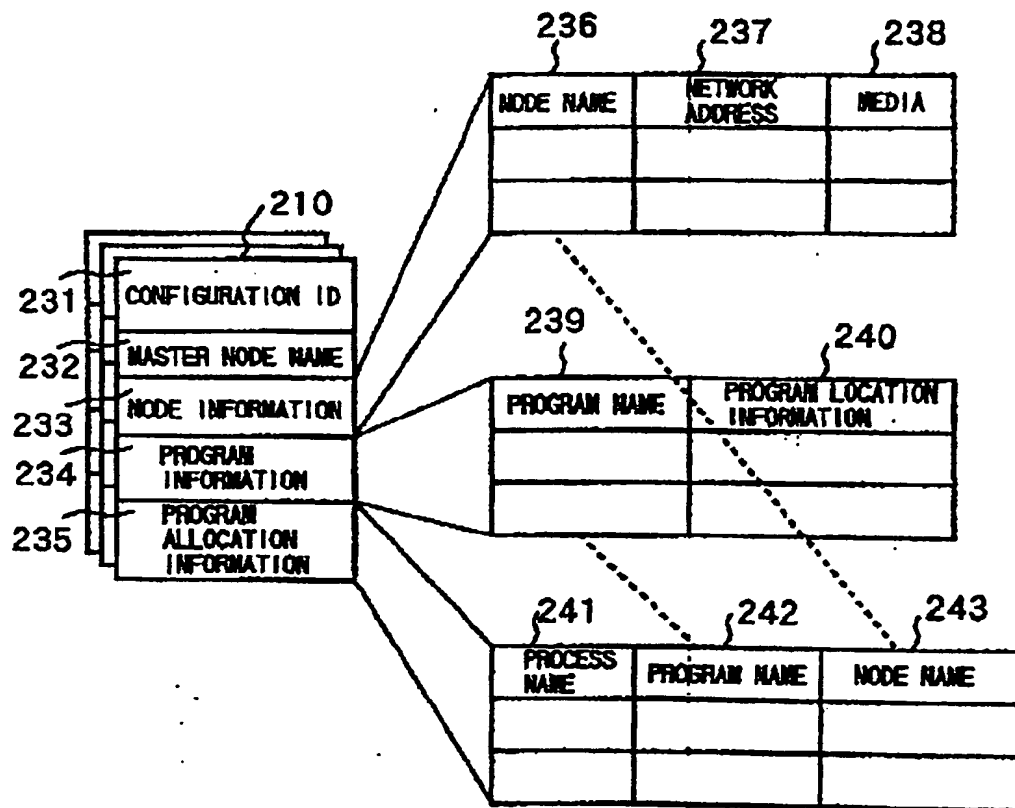 236
237
238
NODE NAME
NETWORK
ADDRESS
MEDIA
210
231
CONFIGURATION ID
232
MASTER NODE NAME
233
NODE INFORMATION
234
PROGRAM
INFORMATION
235
PROGRAM
ALLOCATION
INFORMATION
239
240
PROGRAM NAME
PROGRAM LOCATION
INFORMATION
241
242
243
PROCESS
NAME
PROGRAM NAME
NODE NAME